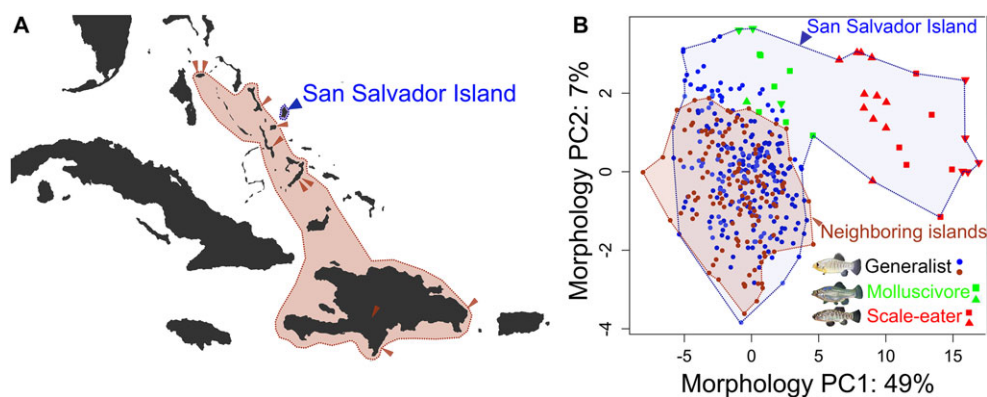 A
San Salvador Island
B
San Salvador Island
Morphology PC2: 7%
2
0
-2
-4
Neighboring islands
Generalist
Molluscivore
Scale-eater
-5 0 5 10 15
Morphology PC1: 49%